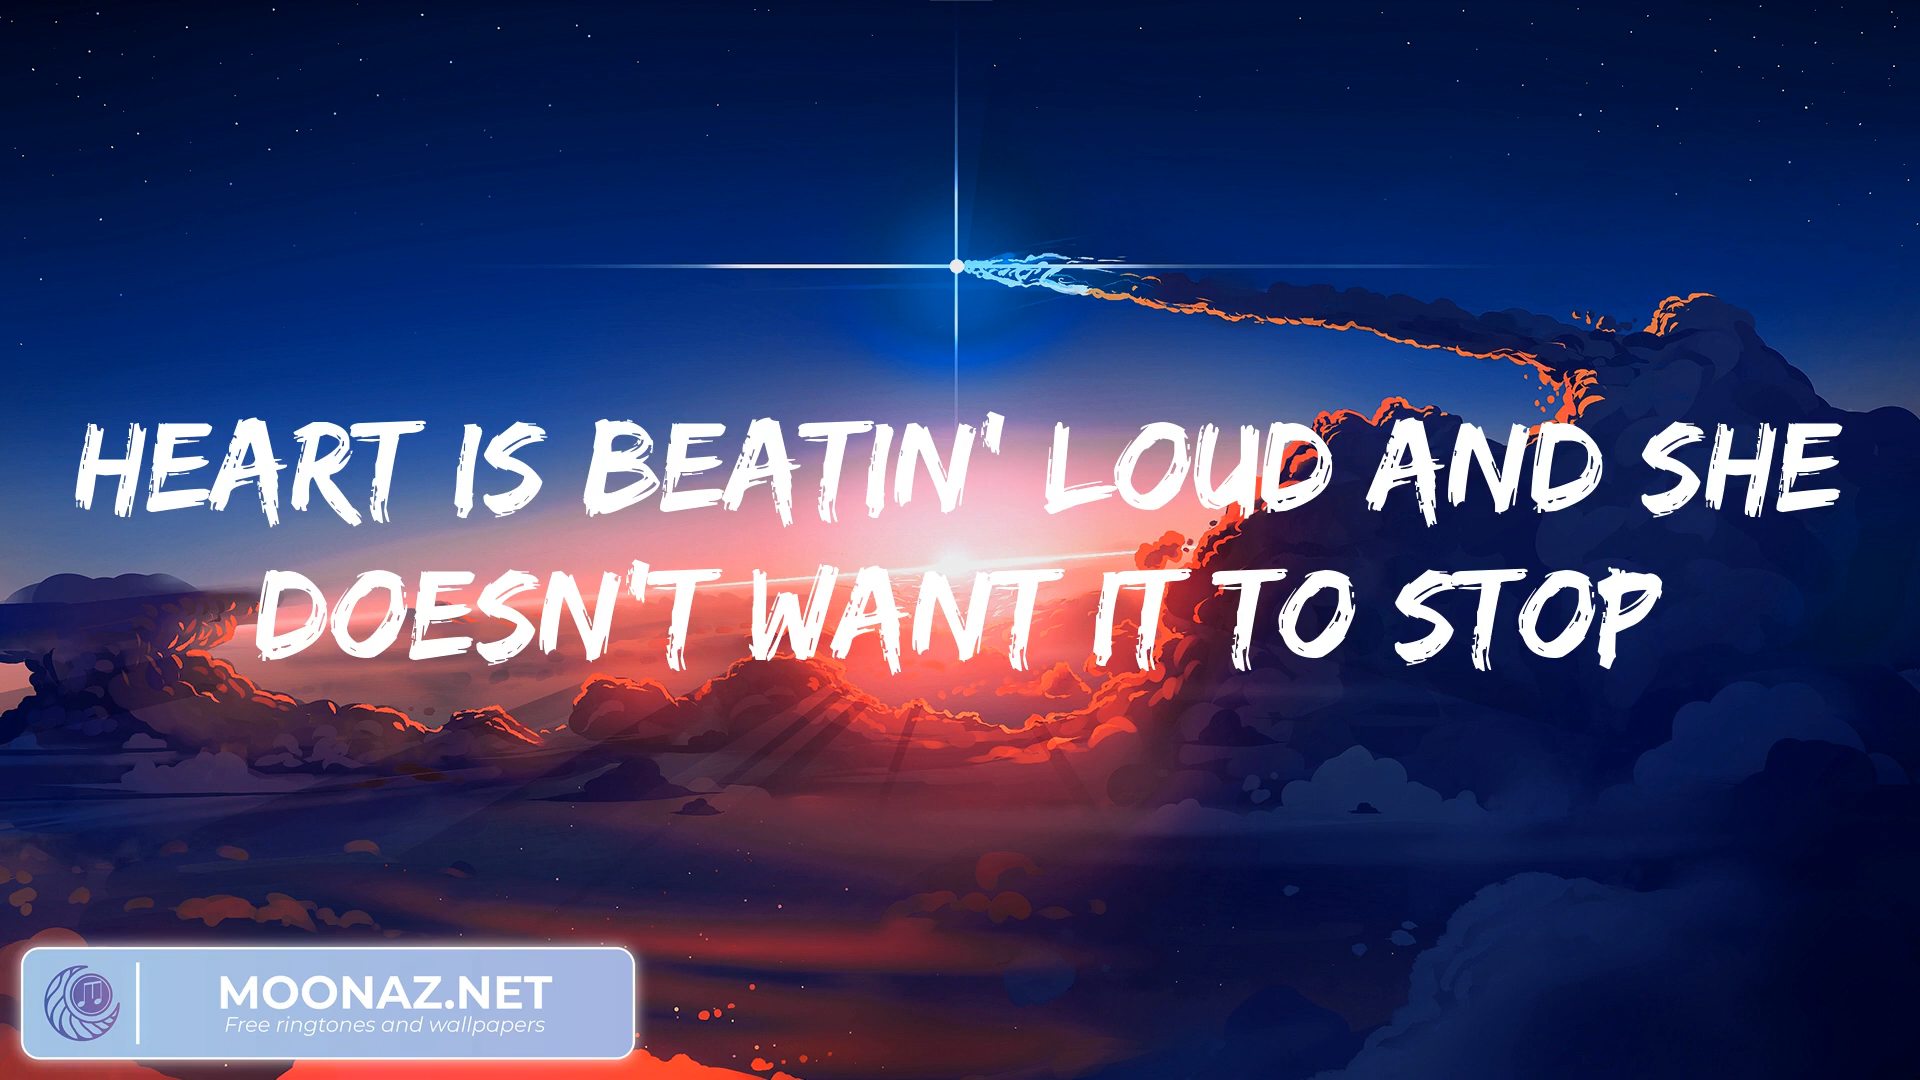 HEART IS BEATIN' LOUD AND SHE
DOESN'T WANT IT TO STOP
MOONAZ.NET
Free ringtones and wallpapers